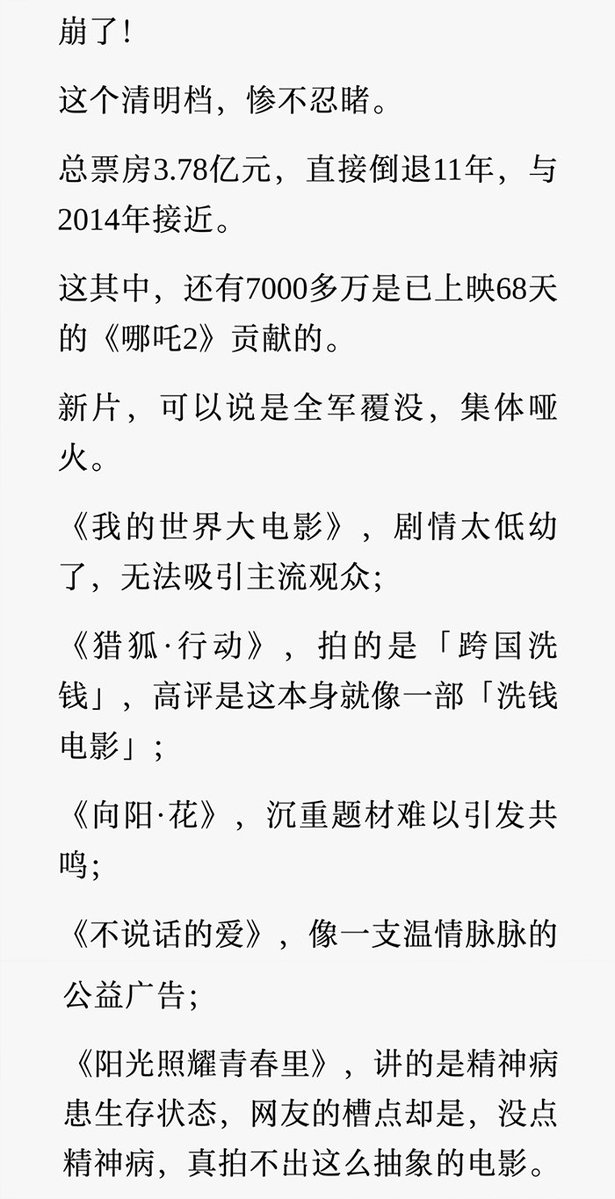 崩了！
这个清明档，惨不忍睹。
总票房3.78亿元，直接倒退11年，与
2014年接近。
这其中，还有7000多万是已上映68天
的《哪吒2》贡献的。
新片，可以说是全军覆没，集体哑
火。
《我的世界大电影》，剧情太低幼
了，无法吸引主流观众；
《猎狐·行动》，拍的是「跨国洗
钱」，高评是这本身就像一部「洗钱
电影」；
《向阳·花》，沉重题材难以引发共
鸣；
《不说话的爱》，像一支温情脉脉的
公益广告；
《阳光照耀青春里》，讲的是精神病
患生存状态，网友的槽点却是，没点
精神病，真拍不出这么抽象的电影。